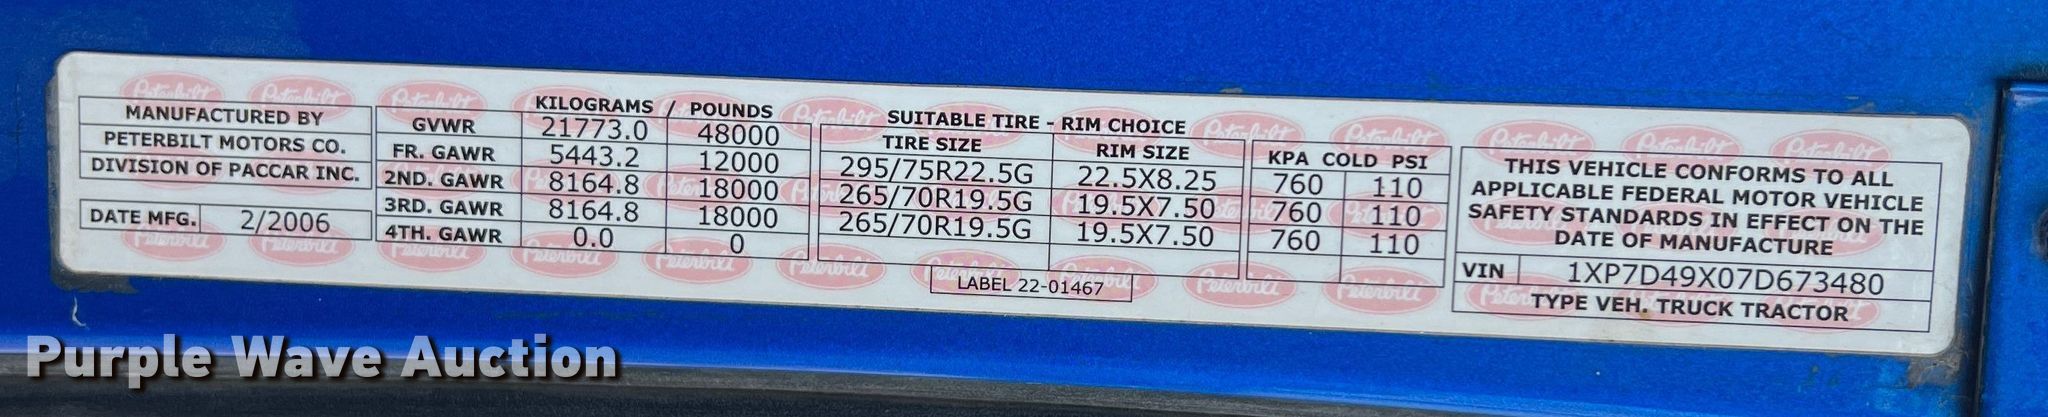 MANUFACTURED BY
PETERBILT MOTORS CO.
DIVISION OF PACCAR INC.
DATE MFG. 2/2006
KILOGRAMS / POUNDS
GVWR 21773.0 48000
FR. GAWR 5443.2 12000
2ND. GAWR 8164.8 18000
3RD. GAWR 8164.8 18000
4TH. GAWR 0.0 0
SUITABLE TIRE - RIM CHOICE
TIRE SIZE RIM SIZE KPA COLD PSI
295/75R22.5G 22.5X8.25 760 110
265/70R19.5G 19.5X7.50 760 110
265/70R19.5G 19.5X7.50 760 110
LABEL 22-01467
THIS VEHICLE CONFORMS TO ALL
APPLICABLE FEDERAL MOTOR VEHICLE
SAFETY STANDARDS IN EFFECT ON THE
DATE OF MANUFACTURE
VIN 1XP7D49X07D673480
TYPE VEH. TRUCK TRACTOR
Peterbilt
Purple Wave Auction